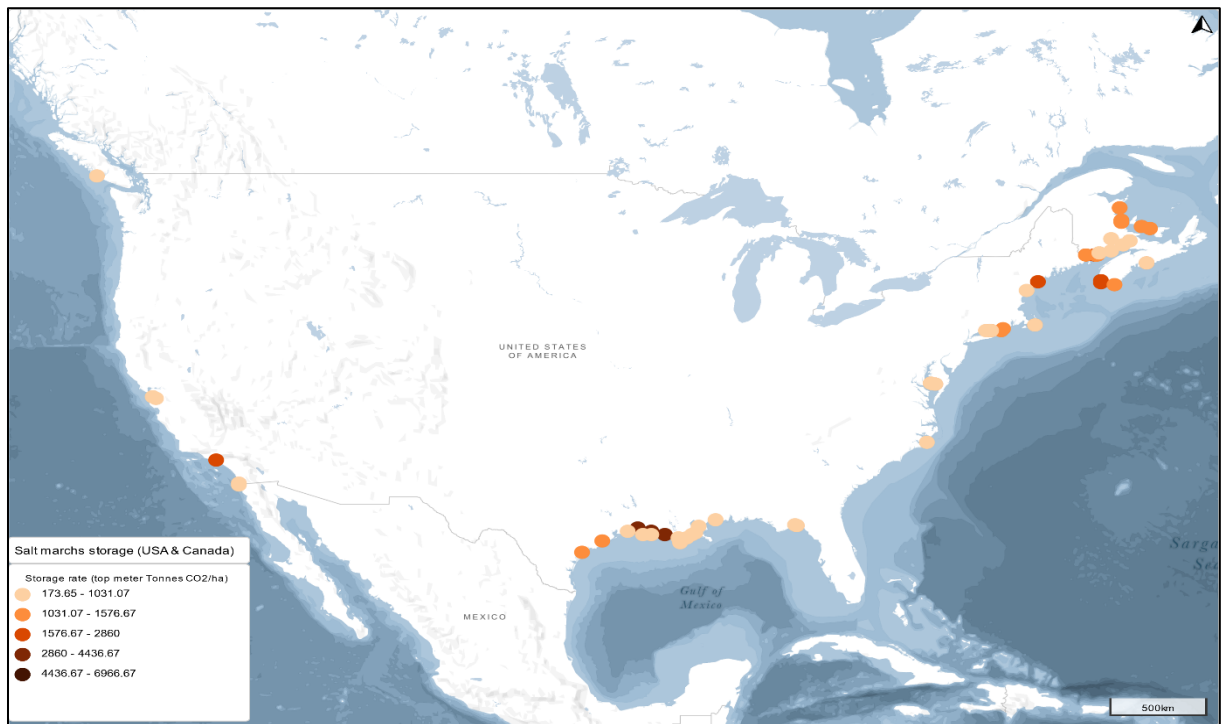 UNITED STATES
OF AMERICA
Gulf of
Mexico
MEXICO
Sarga
Sea
Salt marchs storage (USA & Canada)
Storage rate (top meter Tonnes CO2/ha)
173.65 - 1031.07
1031.07 - 1576.67
1576.67 - 2860
2860 - 4436.67
4436.67 - 6966.67
500km